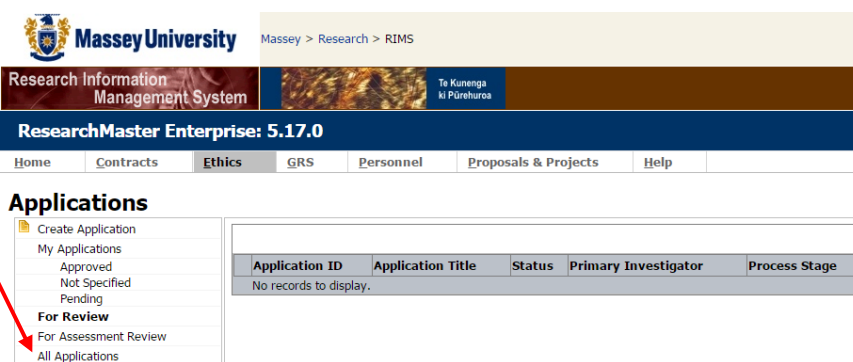 Massey University
Massey > Research > RIMS
Research Information
Management System
Te Kunenga
ki Pūrehuroa
ResearchMaster Enterprise: 5.17.0
Home Contracts Ethics GRS Personnel Proposals & Projects Help
Applications
Create Application
My Applications
Approved
Not Specified
Pending
For Review
For Assessment Review
All Applications
Application ID Application Title Status Primary Investigator Process Stage
No records to display.